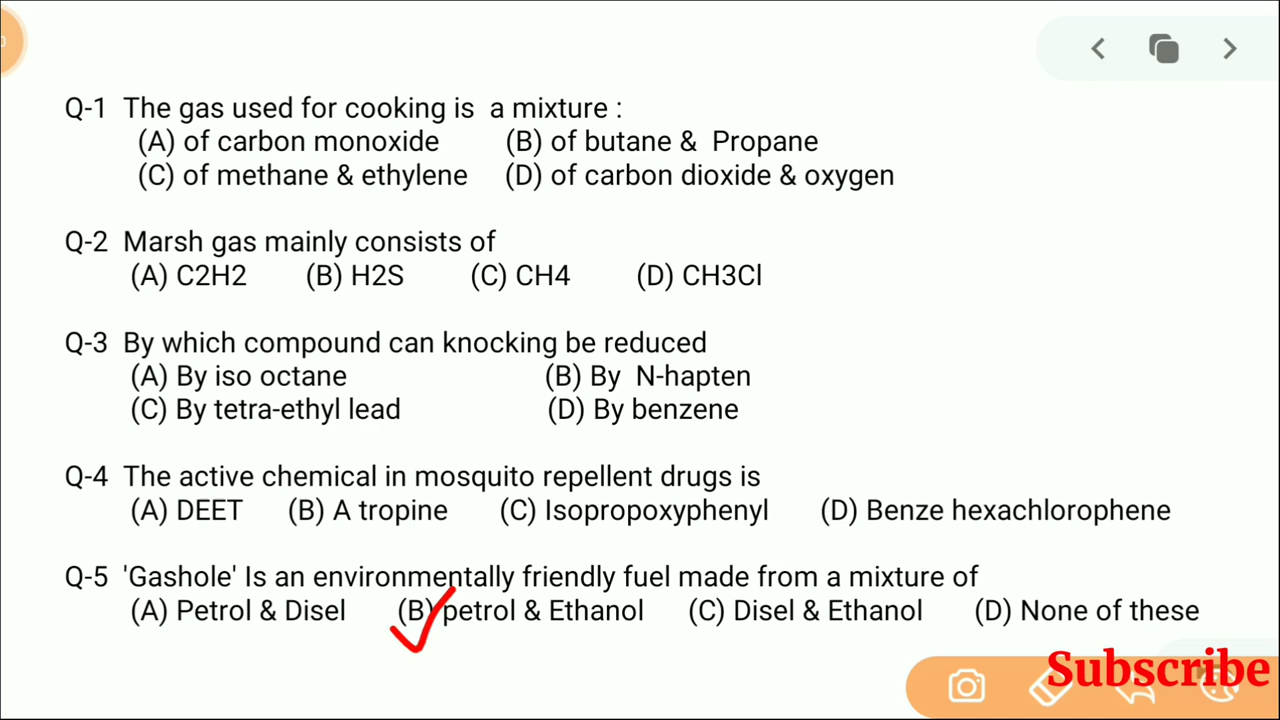 Q-1 The gas used for cooking is a mixture :
(A) of carbon monoxide (B) of butane & Propane
(C) of methane & ethylene (D) of carbon dioxide & oxygen
Q-2 Marsh gas mainly consists of
(A) C2H2 (B) H2S (C) CH4 (D) CH3Cl
Q-3 By which compound can knocking be reduced
(A) By iso octane (B) By N-hapten
(C) By tetra-ethyl lead (D) By benzene
Q-4 The active chemical in mosquito repellent drugs is
(A) DEET (B) A tropine (C) Isopropoxyphenyl (D) Benze hexachlorophene
Q-5 'Gashole' Is an environmentally friendly fuel made from a mixture of
(A) Petrol & Disel (B) petrol & Ethanol (C) Disel & Ethanol (D) None of these
Subscribe